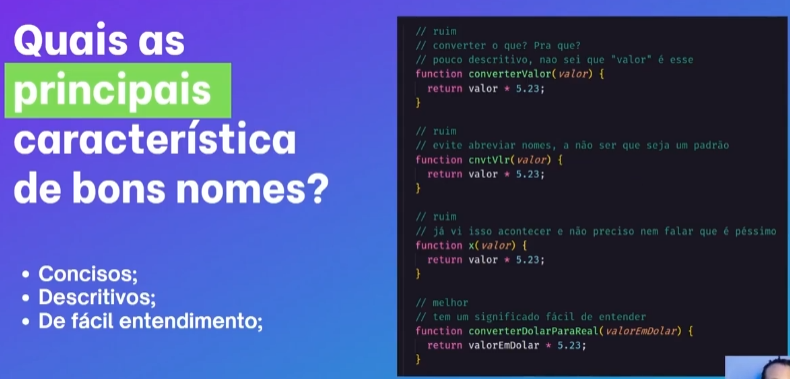 Quais as
principais
característica
de bons nomes?
• Concisos;
• Descritivos;
• De fácil entendimento;
// ruim
// converter o que? Pra que?
// pouco descritivo, nao sei que "valor" é esse
function converterValor(valor) {
  return valor * 5.23;
}
// ruim
// evite abreviar nomes, a não ser que seja um padrão
function cnvtVlr(valor) {
  return valor * 5.23;
}
// ruim
// já vi isso acontecer e não preciso nem falar que é péssimo
function x(valor) {
  return valor * 5.23;
}
// melhor
// tem um significado fácil de entender
function converterDolarParaReal(valorEmDolar) {
  return valorEmDolar * 5.23;
}